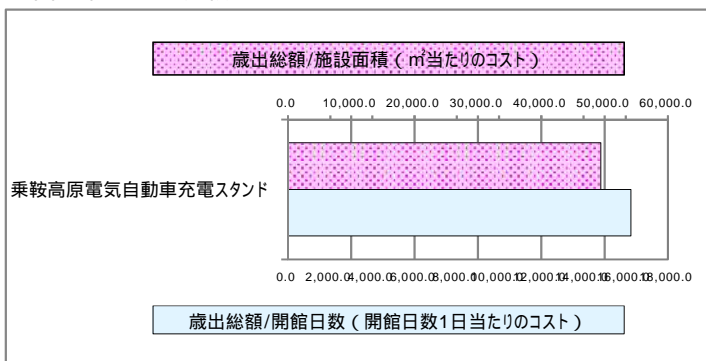 歳出総額/施設面積（㎡当たりのコスト）
0.0 10,000.0 20,000.0 30,000.0 40,000.0 50,000.0 60,000.0
乗鞍高原電気自動車充電スタンド
0.0 2,000.0 4,000.0 6,000.0 8,000.0 10,000.0 12,000.0 14,000.0 16,000.0 18,000.0
歳出総額/開館日数（開館日数1日当たりのコスト）